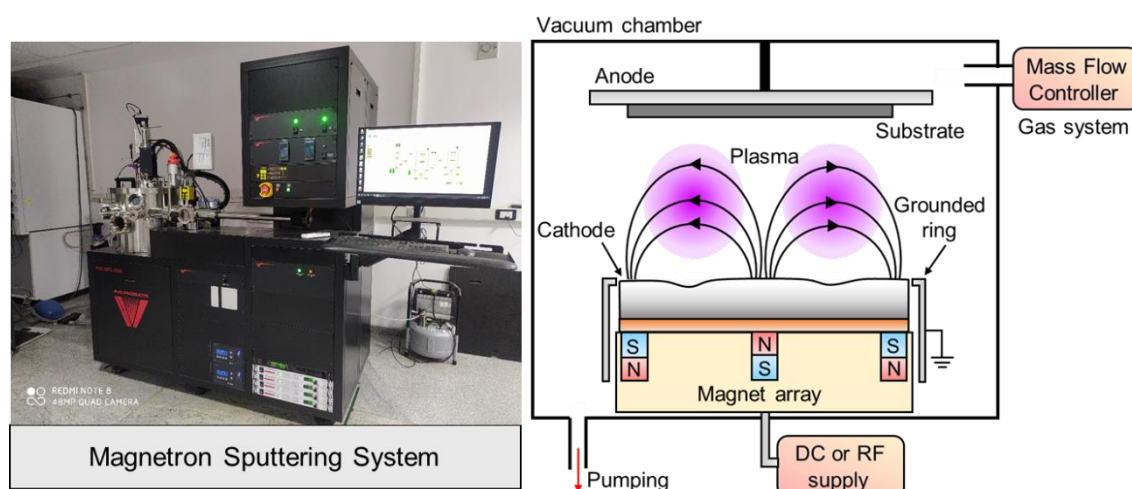 REDMI NOTE 8
48MP QUAD CAMERA
Magnetron Sputtering System
Vacuum chamber
Anode
Substrate
Mass Flow
Controller
Gas system
Plasma
Cathode
Grounded
ring
S
N
N
S
S
N
Magnet array
Pumping
DC or RF
supply